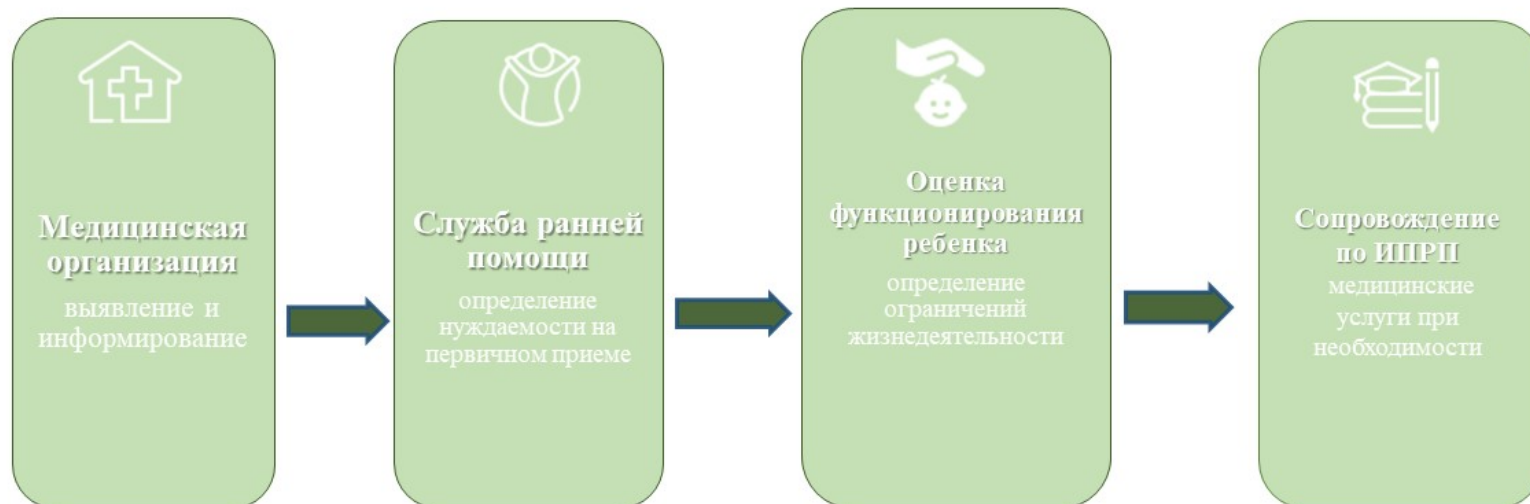 Медицинская
организация
выявление и
информирование
Служба ранней
помощи
определение
нуждаемости на
первичном приеме
Оценка
функционирования
ребенка
определение
ограничений
жизнедеятельности
Сопровождение
по ИПРП
медицинские
услуги при
необходимости